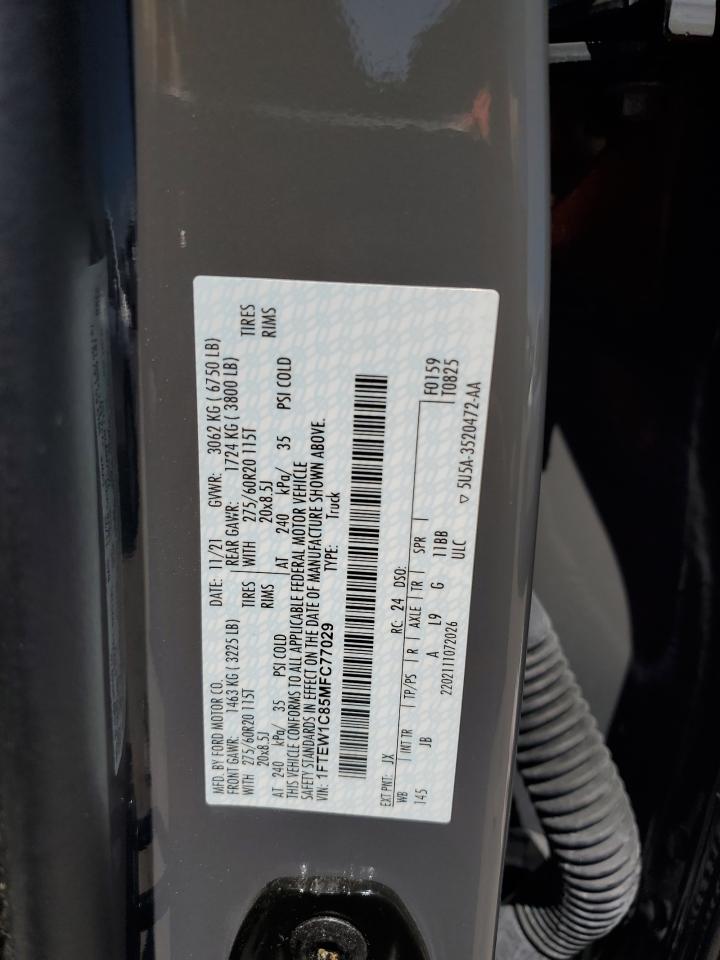 MFD. BY FORD MOTOR CO. DATE: 11/21 GVWR: 3062 KG ( 6750 LB)
FRONT GAWR: 1463 KG ( 3225 LB) REAR GAWR: 1724 KG ( 3800 LB)
WITH 275/60R20 115T TIRES WITH 275/60R20 115T TIRES
20x8.5J RIMS 20x8.5J RIMS
AT 240 kPa/ 35 PSI COLD AT 240 kPa/ 35 PSI COLD
THIS VEHICLE CONFORMS TO ALL APPLICABLE FEDERAL MOTOR VEHICLE
SAFETY STANDARDS IN EFFECT ON THE DATE OF MANUFACTURE SHOWN ABOVE.
VIN: 1FTEW1C85MFC77029 TYPE: Truck
EXT PNT: JX RC: 24 DSO: F0159
WB INT TR TP/PS R AXLE TR SPR T0825
145 JB A L9 G 11BB
2202111072026 ULC ▽ 5U5A-3520472-AA